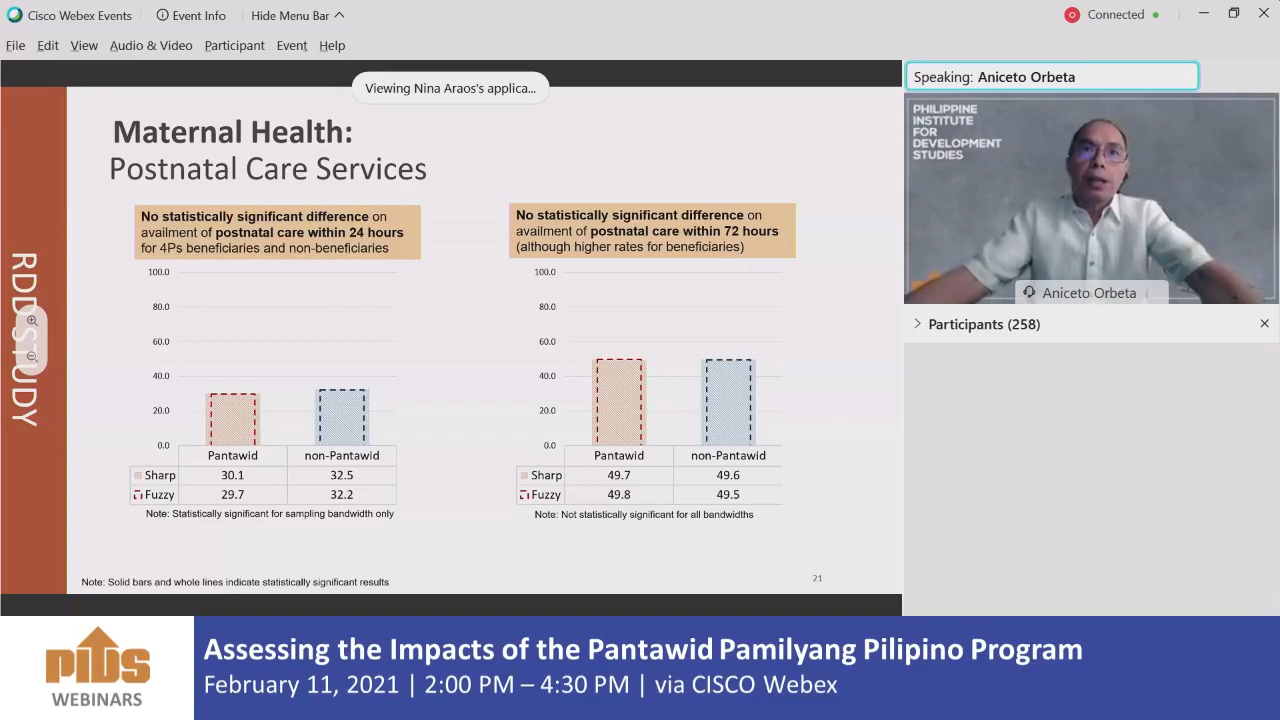 Cisco Webex Events
Event Info
Hide Menu Bar
Connected
File Edit View Audio & Video Participant Event Help
Viewing Nina Araos's applica...
Speaking: Aniceto Orbeta
PHILIPPINE
INSTITUTE
FOR
DEVELOPMENT
STUDIES
Aniceto Orbeta
Participants (258)
RDD STUDY
Maternal Health:
Postnatal Care Services
No statistically significant difference on
availment of postnatal care within 24 hours
for 4Ps beneficiaries and non-beneficiaries
100.0
80.0
60.0
40.0
20.0
0.0
Pantawid non-Pantawid
Sharp 30.1 32.5
Fuzzy 29.7 32.2
Note: Statistically significant for sampling bandwidth only
No statistically significant difference on
availment of postnatal care within 72 hours
(although higher rates for beneficiaries)
100.0
80.0
60.0
40.0
20.0
0.0
Pantawid non-Pantawid
Sharp 49.7 49.6
Fuzzy 49.8 49.5
Note: Not statistically significant for all bandwidths
Note: Solid bars and whole lines indicate statistically significant results
21
PIDS
WEBINARS
Assessing the Impacts of the Pantawid Pamilyang Pilipino Program
February 11, 2021 | 2:00 PM – 4:30 PM | via CISCO Webex